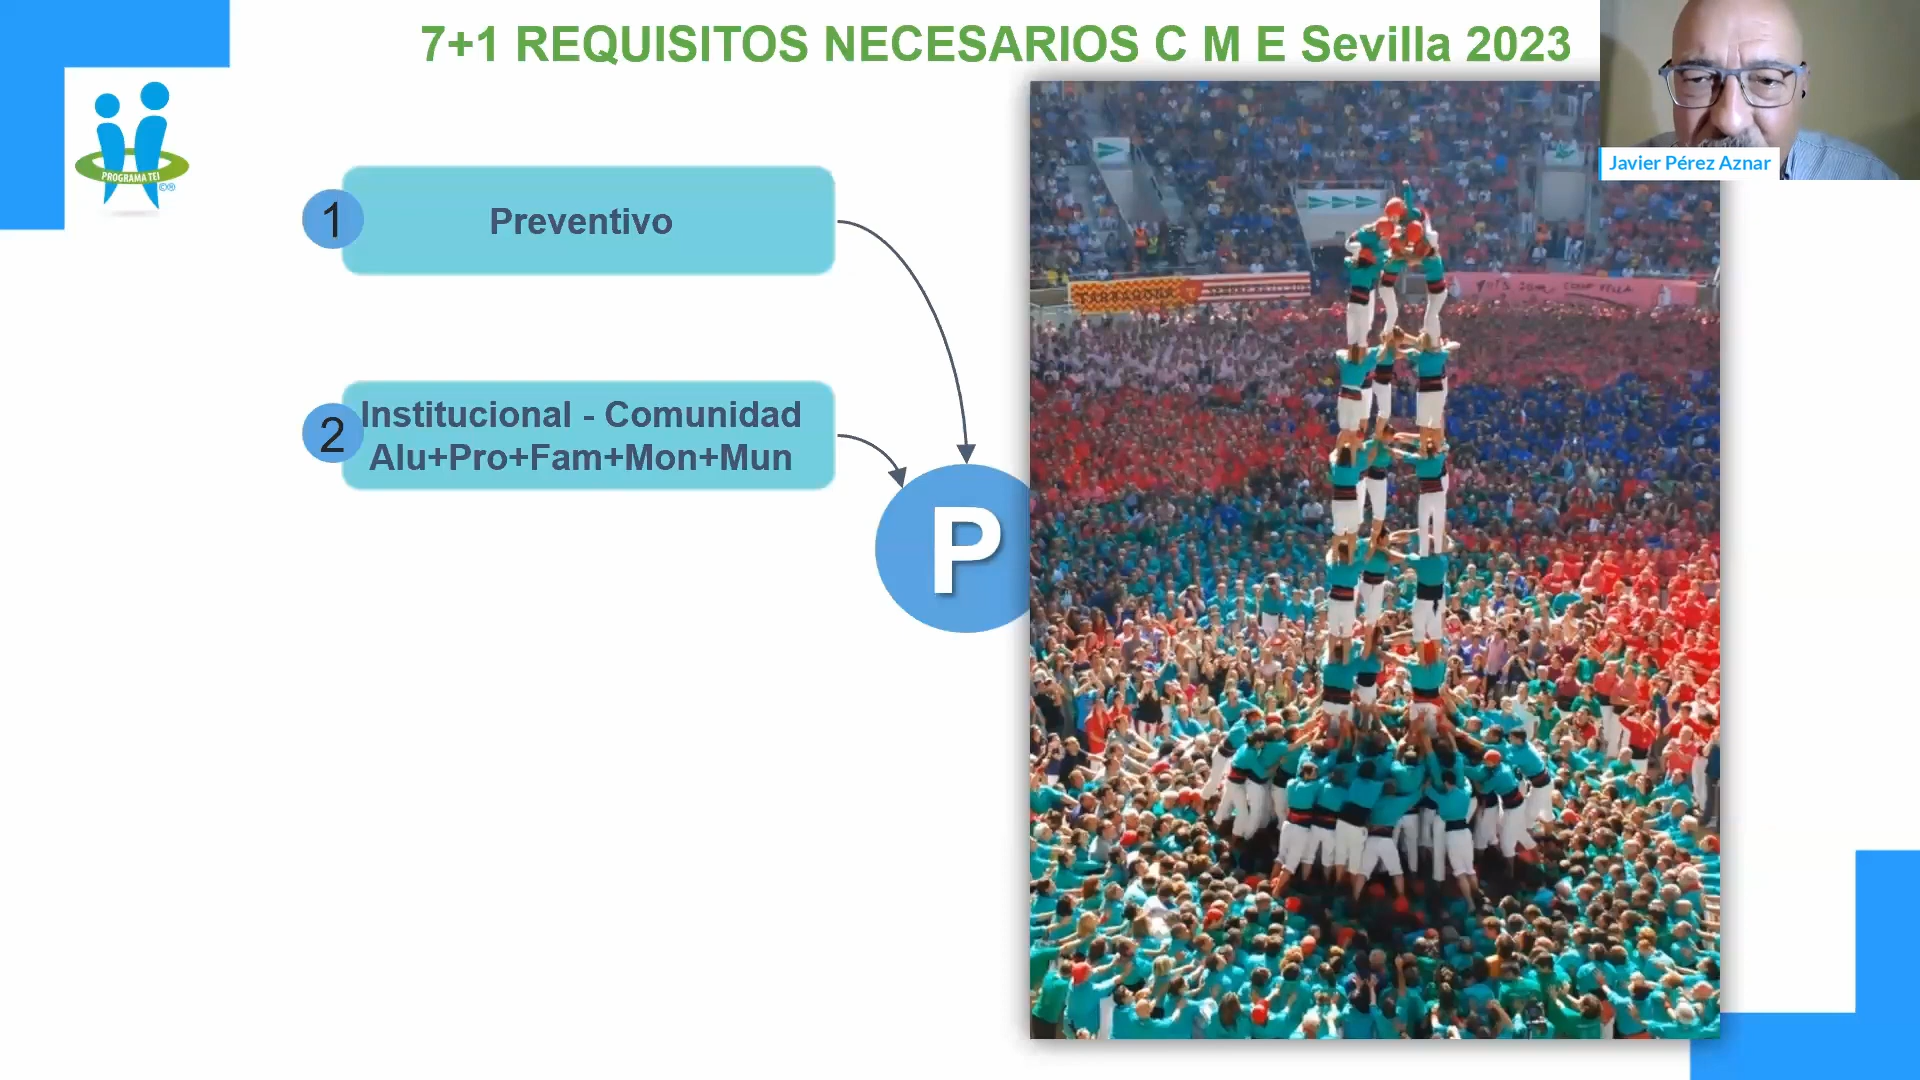 7+1 REQUISITOS NECESARIOS C M E Sevilla 2023
Javier Pérez Aznar
PROGRAMA TEI
©®
1
Preventivo
2
Institucional - Comunidad
Alu+Pro+Fam+Mon+Mun
P
TARRAGONA